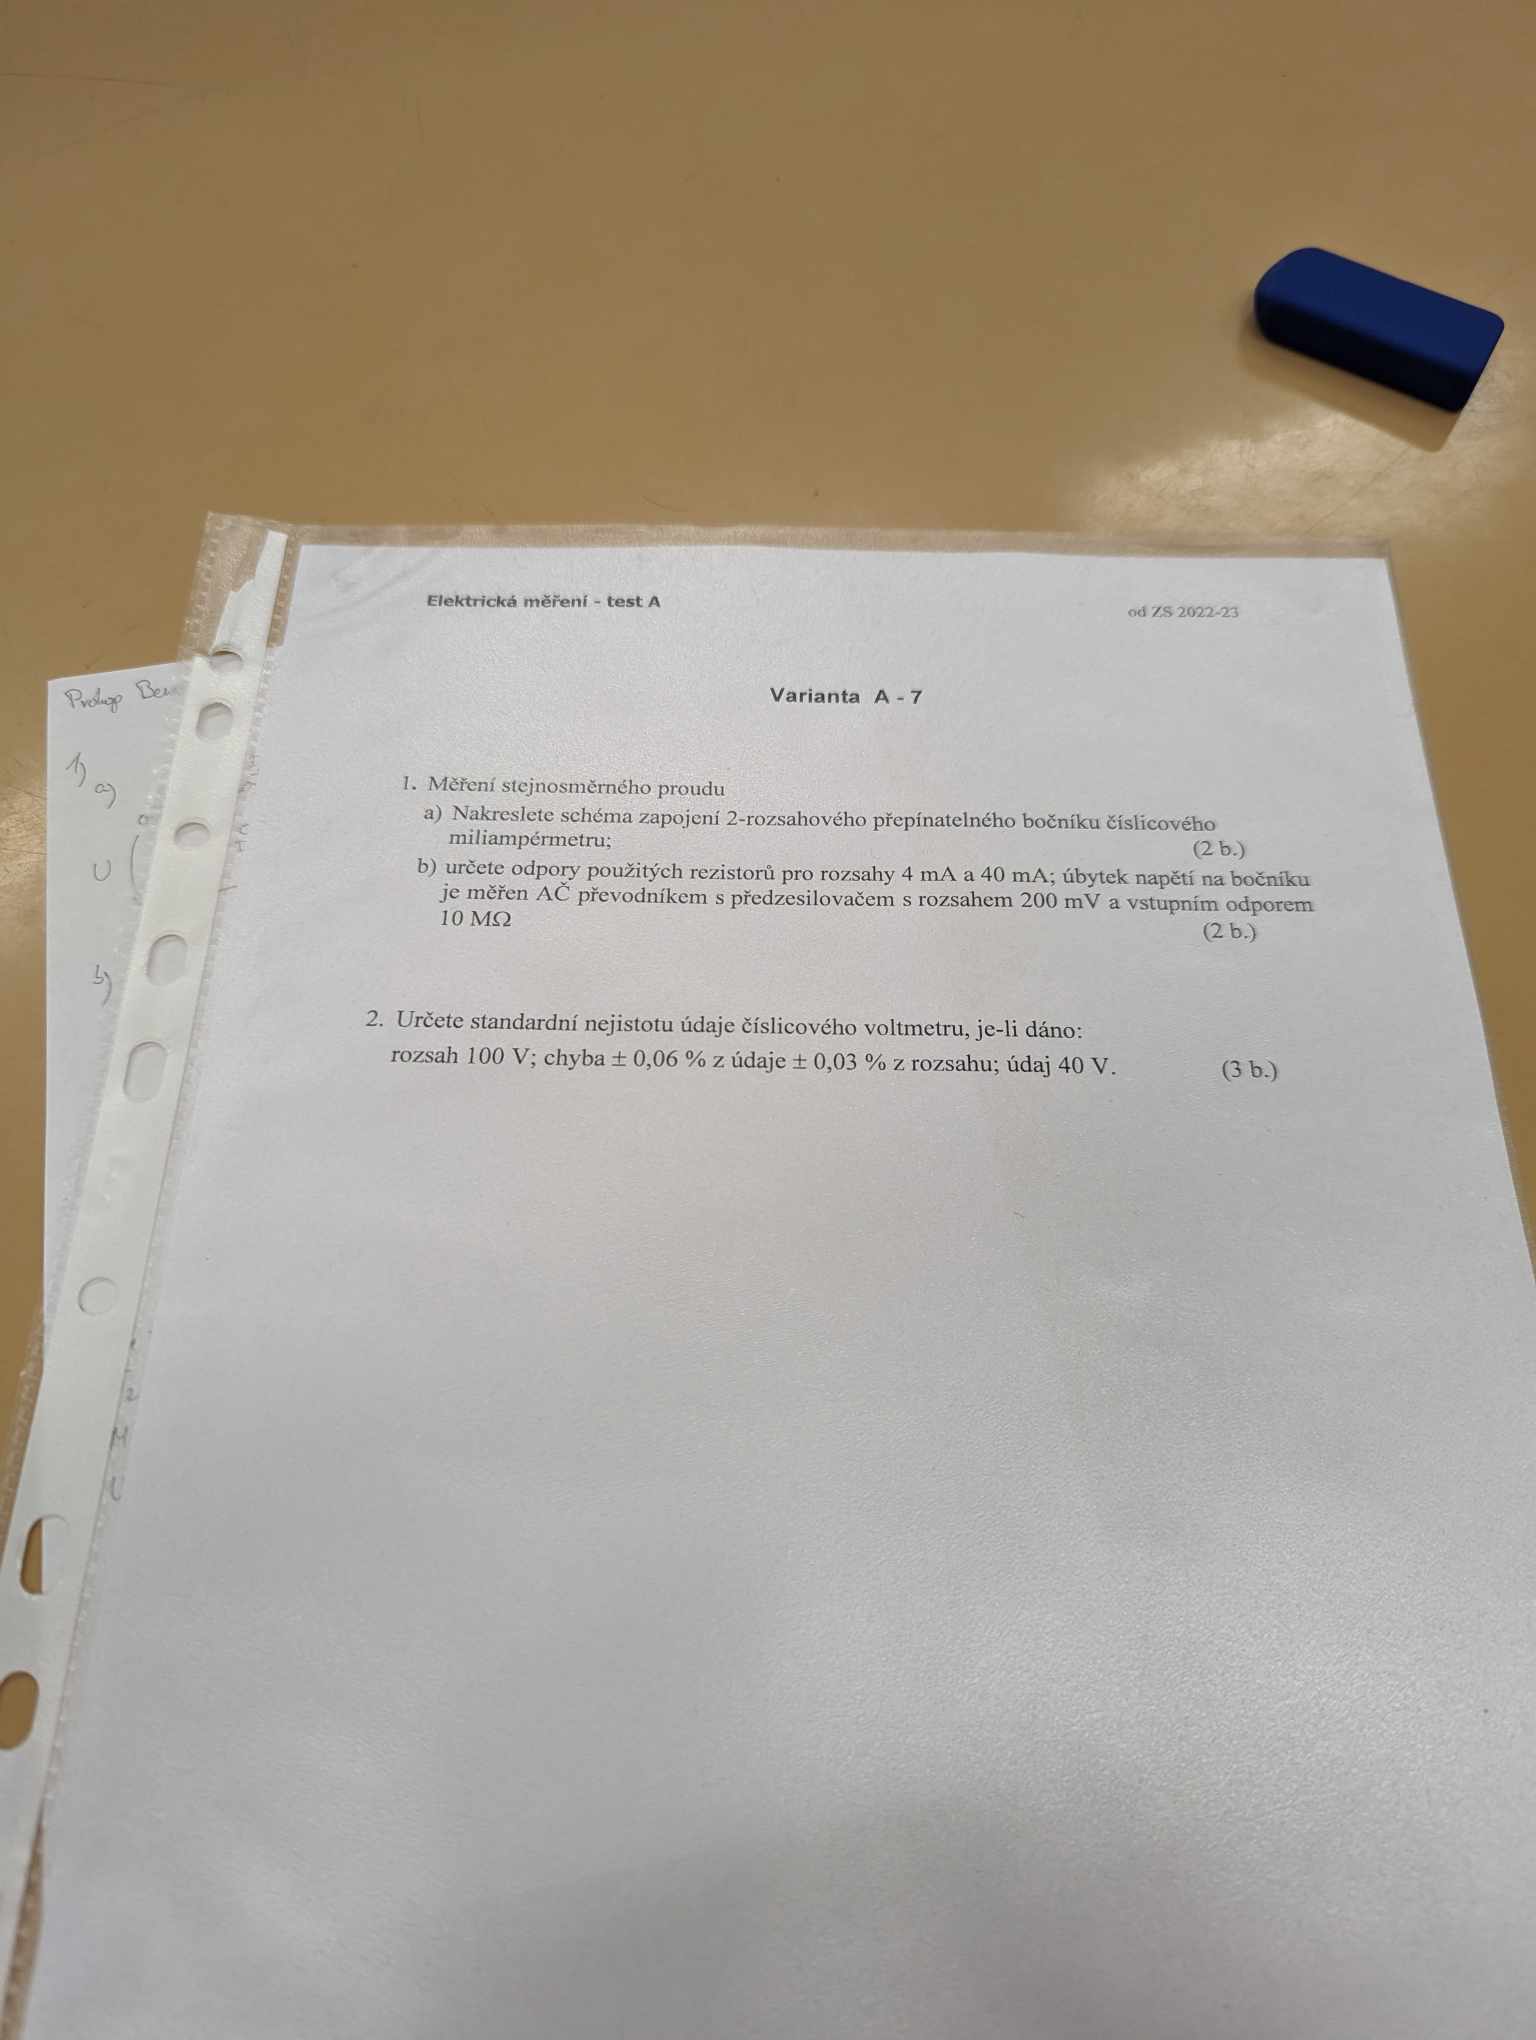 Elektrická měření - test A
od ZS 2022-23
Varianta A - 7
1. Měření stejnosměrného proudu
a) Nakreslete schéma zapojení 2-rozsahového přepínatelného bočníku číslicového
miliampérmetru;
(2 b.)
b) určete odpory použitých rezistorů pro rozsahy 4 mA a 40 mA; úbytek napětí na bočníku
je měřen AČ převodníkem s předzesilovačem s rozsahem 200 mV a vstupním odporem
10 MΩ
(2 b.)
2. Určete standardní nejistotu údaje číslicového voltmetru, je-li dáno:
rozsah 100 V; chyba ± 0,06 % z údaje ± 0,03 % z rozsahu; údaj 40 V.
(3 b.)
Prokop
1) a)
U
b)